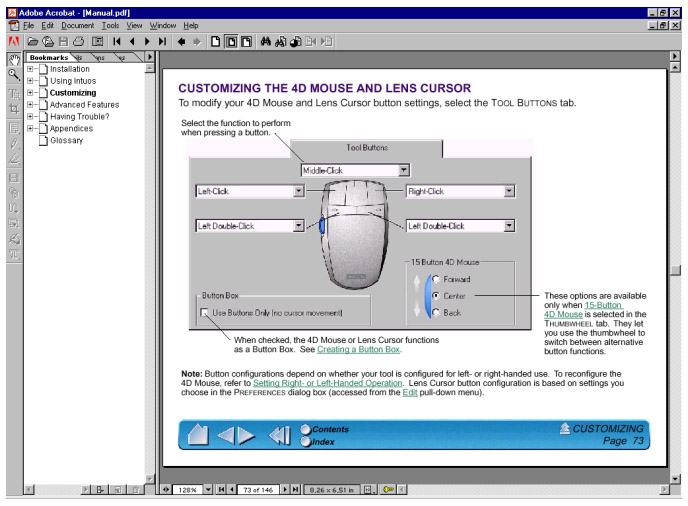 Adobe Acrobat - [Manual.pdf]
File Edit Document Tools View Window Help
Bookmarks
Installation
Using Intuos
Customizing
Advanced Features
Having Trouble?
Appendices
Glossary
CUSTOMIZING THE 4D MOUSE AND LENS CURSOR
To modify your 4D Mouse and Lens Cursor button settings, select the TOOL BUTTONS tab.
Select the function to perform
when pressing a button.
Tool Buttons
Middle-Click
Left-Click
Right-Click
Left Double-Click
Left Double-Click
15 Button 4D Mouse
Forward
Center
Back
Button Box
Use Buttons Only (no cursor movement)
These options are available
only when 15-Button
4D Mouse is selected in the
THUMBWHEEL tab. They let
you use the thumbwheel to
switch between alternative
button functions.
When checked, the 4D Mouse or Lens Cursor functions
as a Button Box. See Creating a Button Box.
Note: Button configurations depend on whether your tool is configured for left- or right-handed use. To reconfigure the
4D Mouse, refer to Setting Right- or Left-Handed Operation. Lens Cursor button configuration is based on settings you
choose in the PREFERENCES dialog box (accessed from the Edit pull-down menu).
Contents
Index
CUSTOMIZING
Page 73
128%
73 of 146
8,26 x 6,51 in